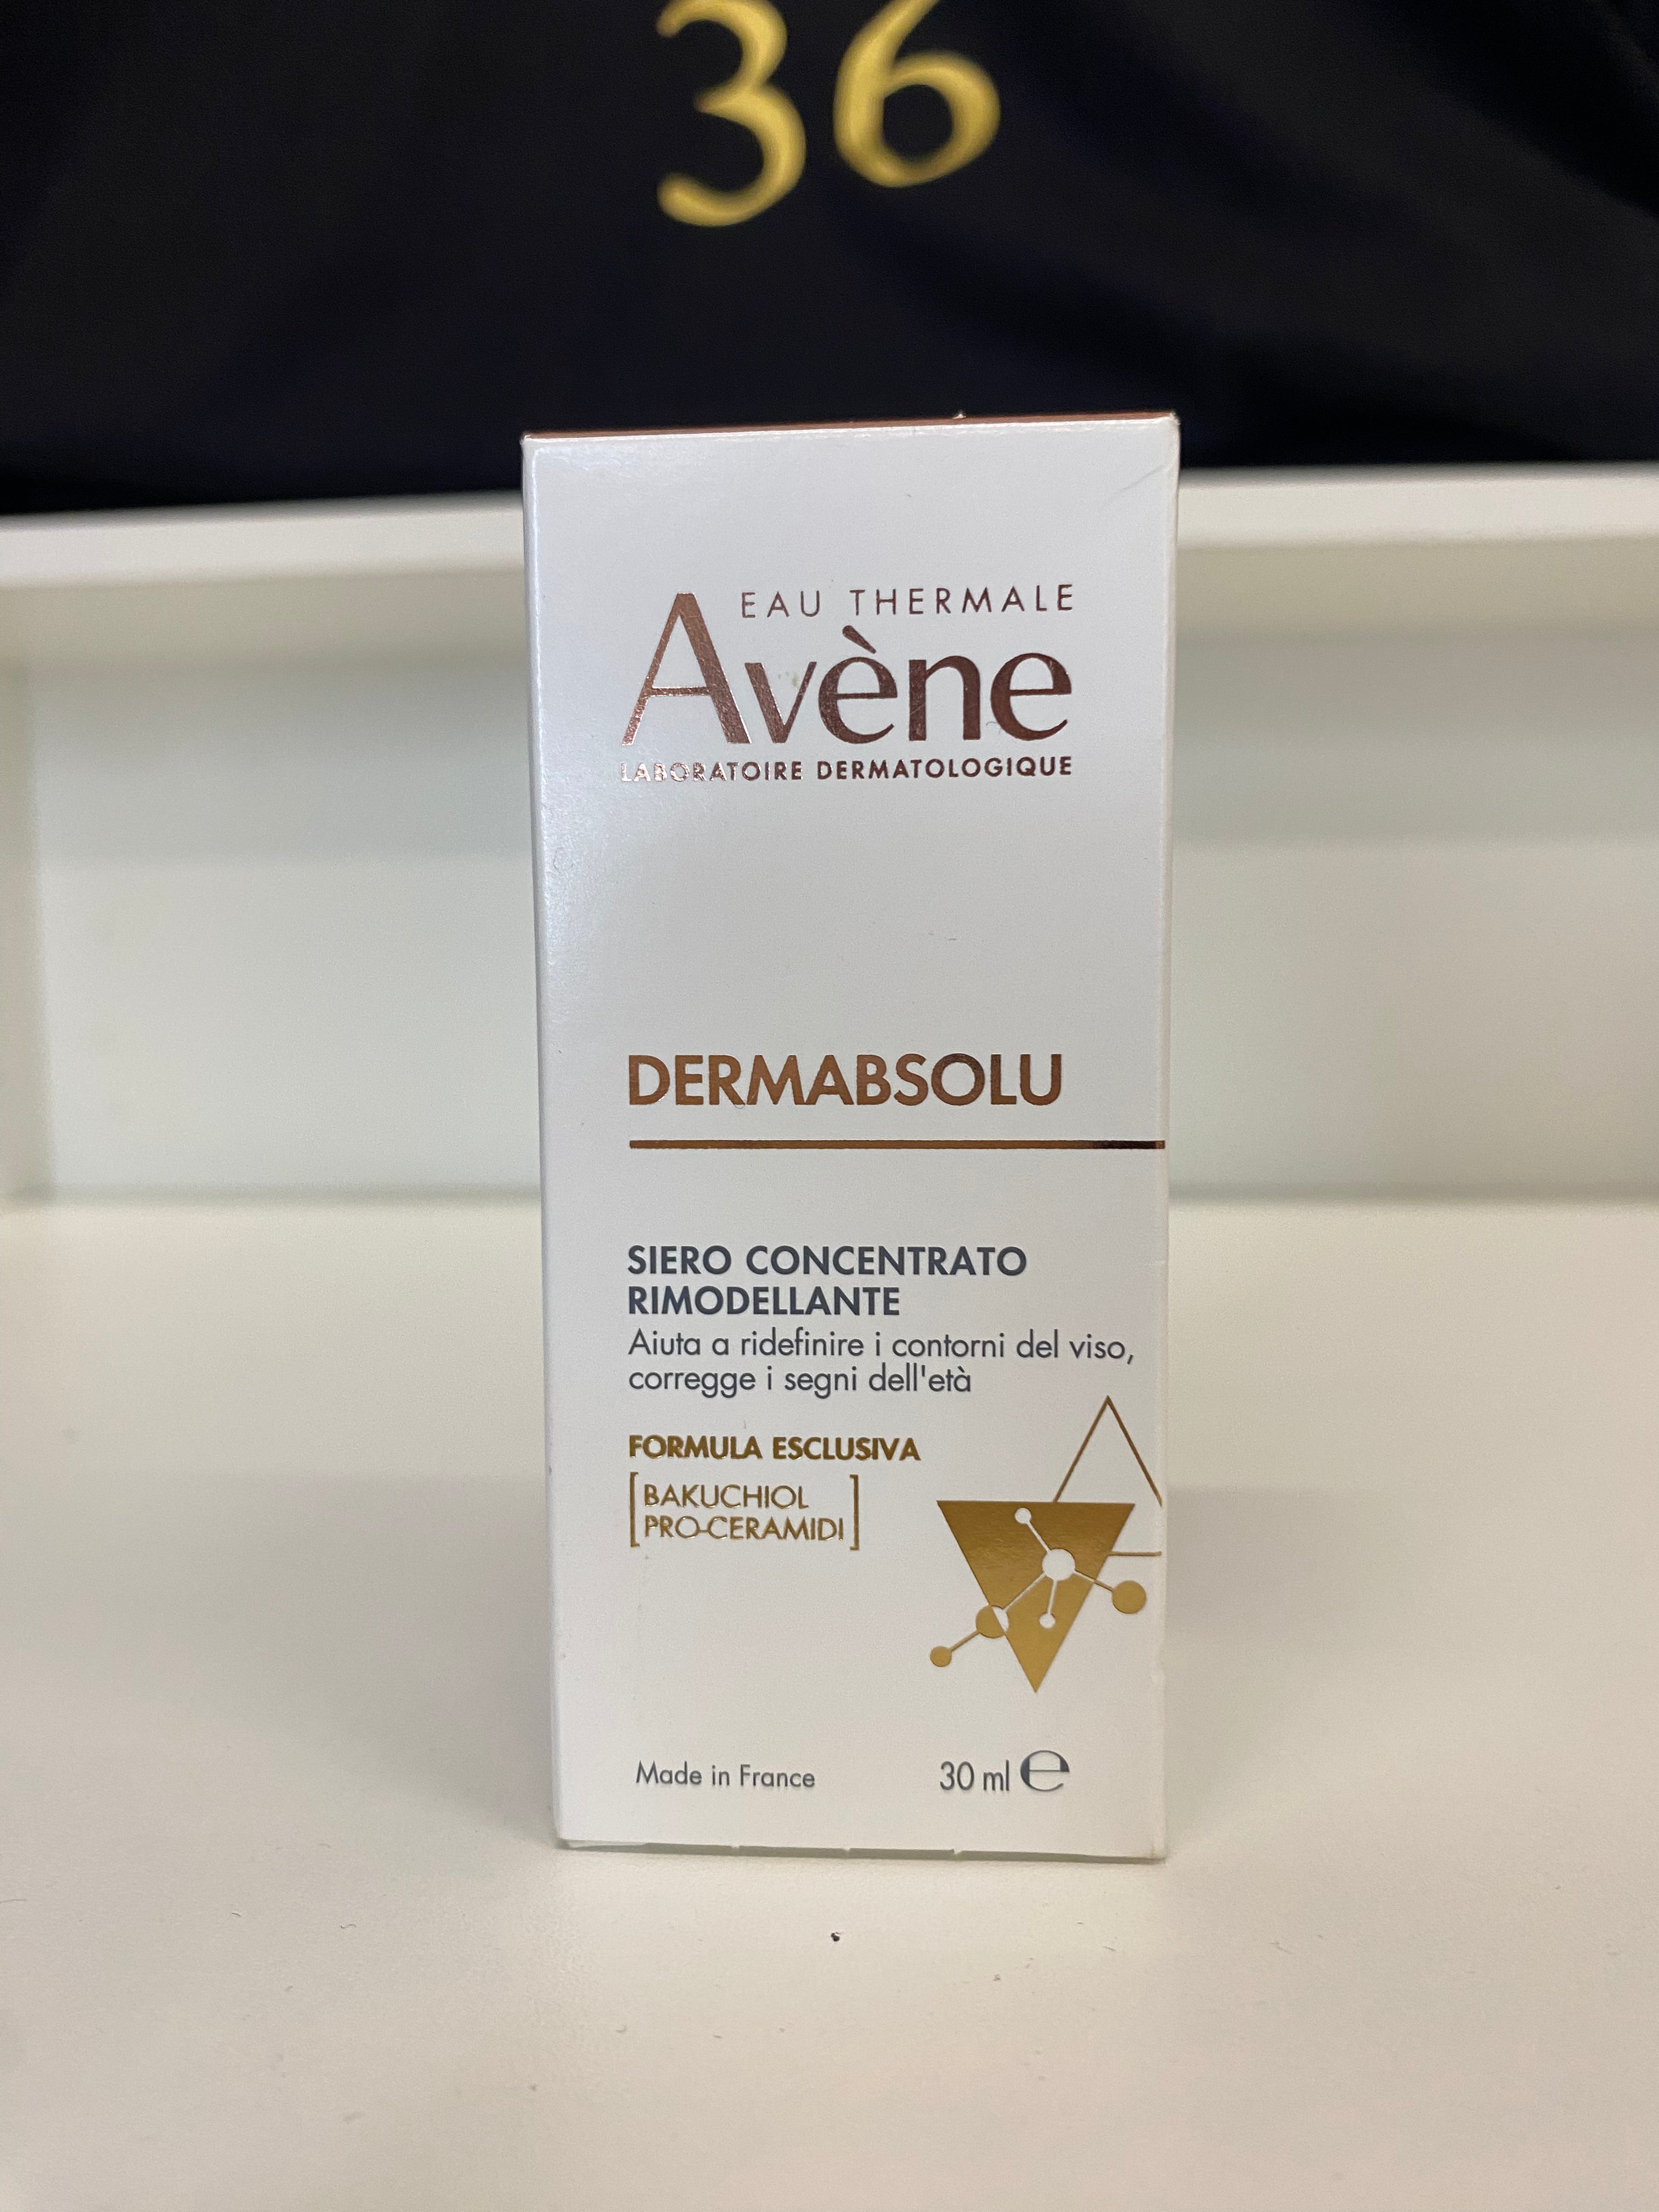 36
EAU THERMALE
Avène
LABORATOIRE DERMATOLOGIQUE
DERMABSOLU
SIERO CONCENTRATO
RIMODELLANTE
Aiuta a ridefinire i contorni del viso,
corregge i segni dell'età
FORMULA ESCLUSIVA
BAKUCHIOL
PRO-CERAMIDI
Made in France 30 ml ℮